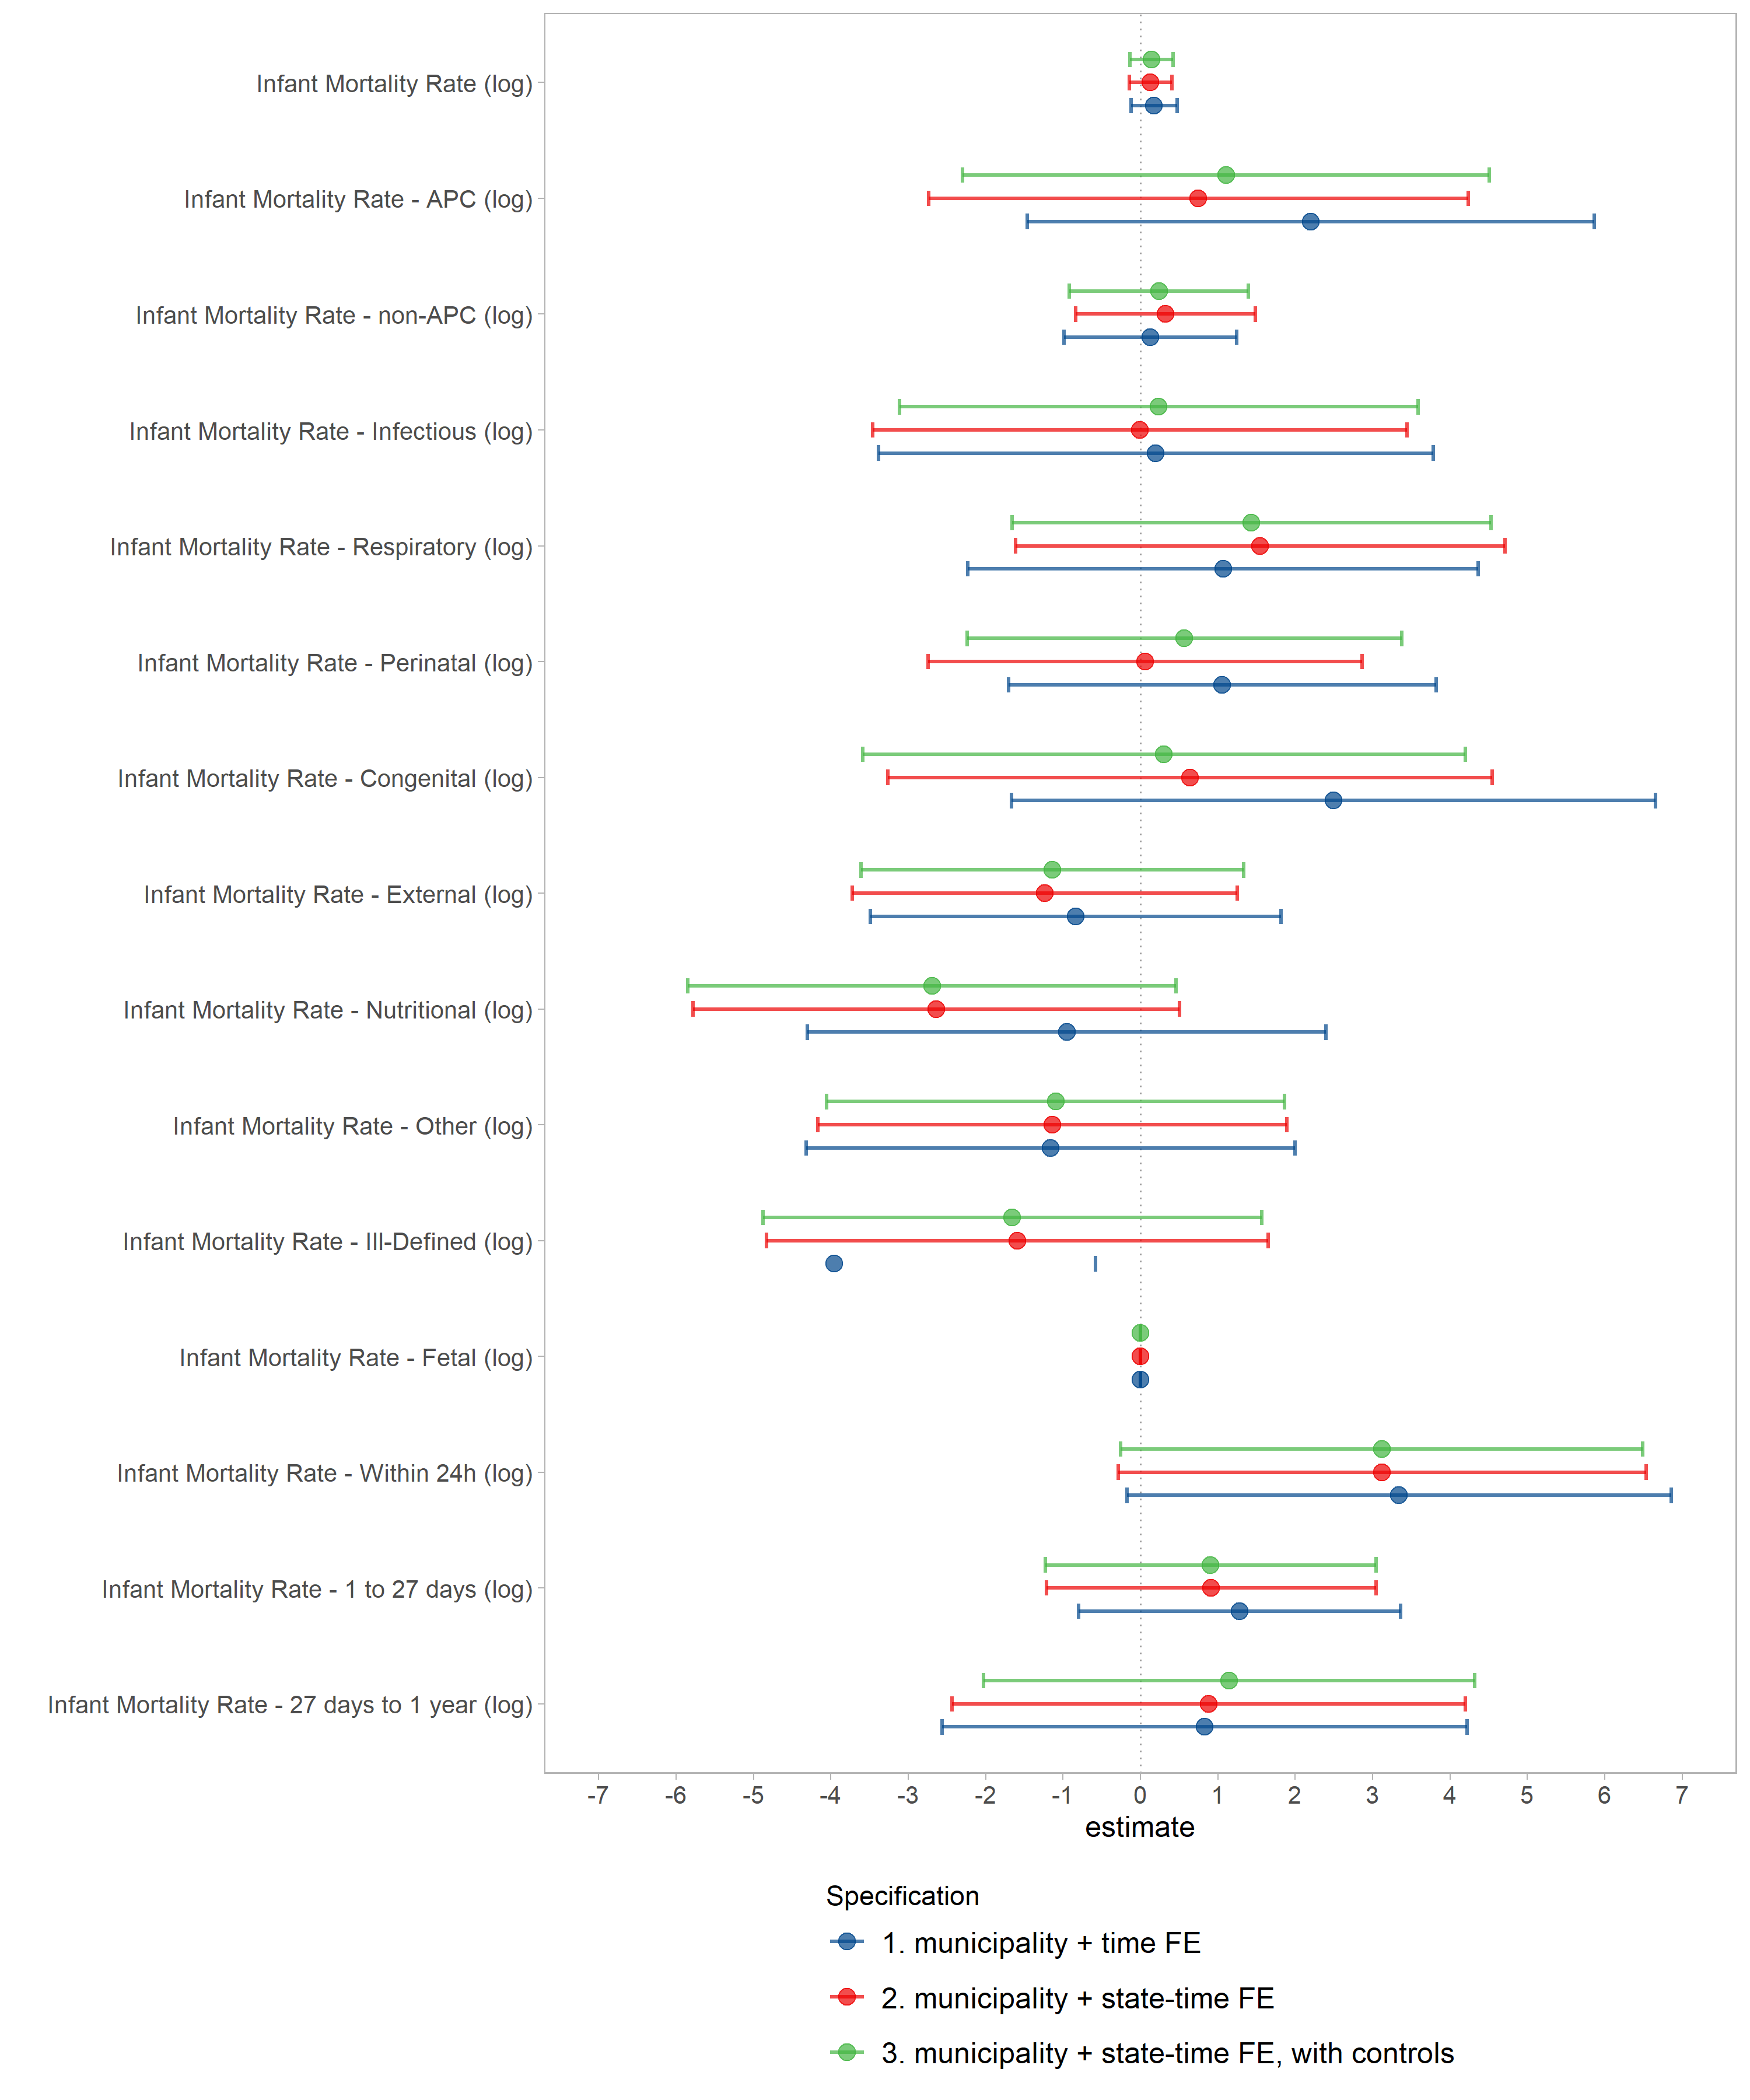 Infant Mortality Rate (log)
Infant Mortality Rate - APC (log)
Infant Mortality Rate - non-APC (log)
Infant Mortality Rate - Infectious (log)
Infant Mortality Rate - Respiratory (log)
Infant Mortality Rate - Perinatal (log)
Infant Mortality Rate - Congenital (log)
Infant Mortality Rate - External (log)
Infant Mortality Rate - Nutritional (log)
Infant Mortality Rate - Other (log)
Infant Mortality Rate - Ill-Defined (log)
Infant Mortality Rate - Fetal (log)
Infant Mortality Rate - Within 24h (log)
Infant Mortality Rate - 1 to 27 days (log)
Infant Mortality Rate - 27 days to 1 year (log)
-7 -6 -5 -4 -3 -2 -1 0 1 2 3 4 5 6 7
estimate
Specification
1. municipality + time FE
2. municipality + state-time FE
3. municipality + state-time FE, with controls